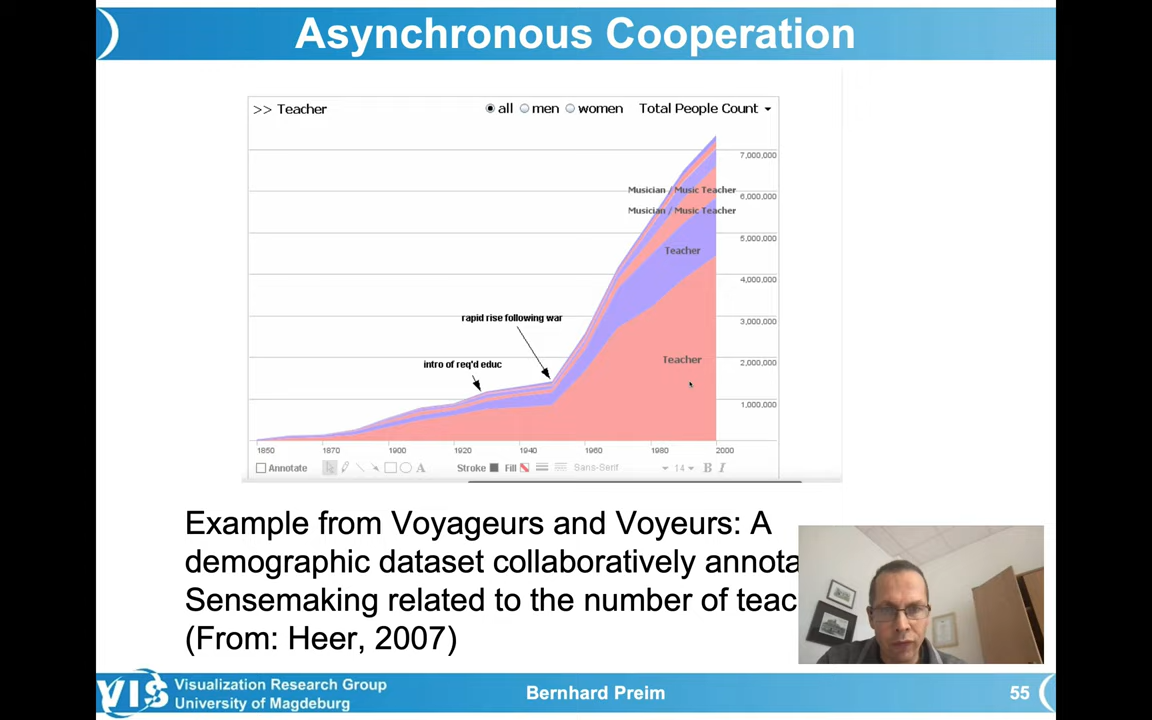 Asynchronous Cooperation
>> Teacher
all men women Total People Count
7,000,000
Musician / Music Teacher
6,000,000
Musician / Music Teacher
5,000,000
Teacher
4,000,000
rapid rise following war
3,000,000
intro of req'd educ
Teacher
2,000,000
1,000,000
1850 1870 1900 1920 1940 1960 1980 2000
Annotate A Stroke Fill Sans-Serif 14 B I
Example from Voyageurs and Voyeurs: A
demographic dataset collaboratively annota
Sensemaking related to the number of teac
(From: Heer, 2007)
VIS Visualization Research Group
University of Magdeburg
Bernhard Preim
55